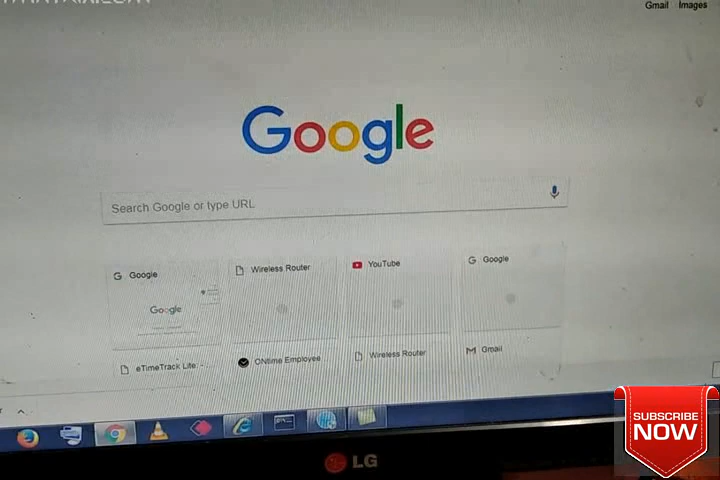 Gmail Images
Google
Search Google or type URL
Google
Wireless Router
YouTube
Google
Google
eTimeTrack Lite: -
ONtime Employee
Wireless Router
Gmail
SUBSCRIBE
NOW
LG